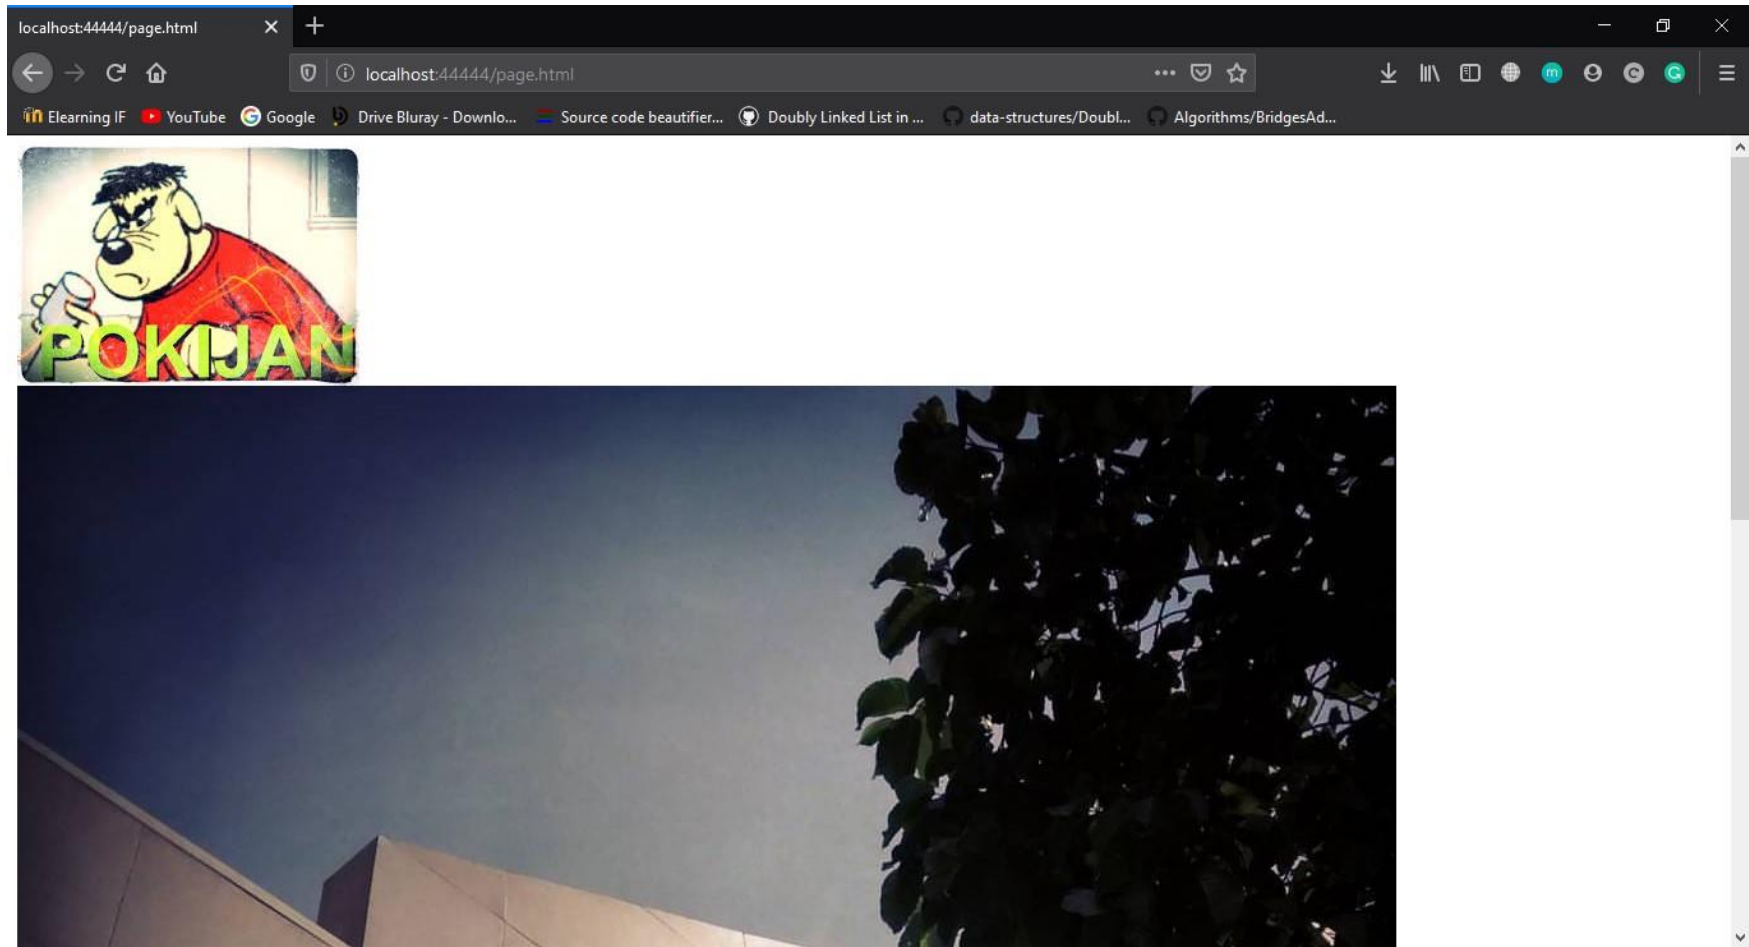 localhost:44444/page.html
localhost:44444/page.html
Elearning IF YouTube Google Drive Bluray - Downlo... Source code beautifier... Doubly Linked List in ... data-structures/Doubl... Algorithms/BridgesAd...
POKIJAN